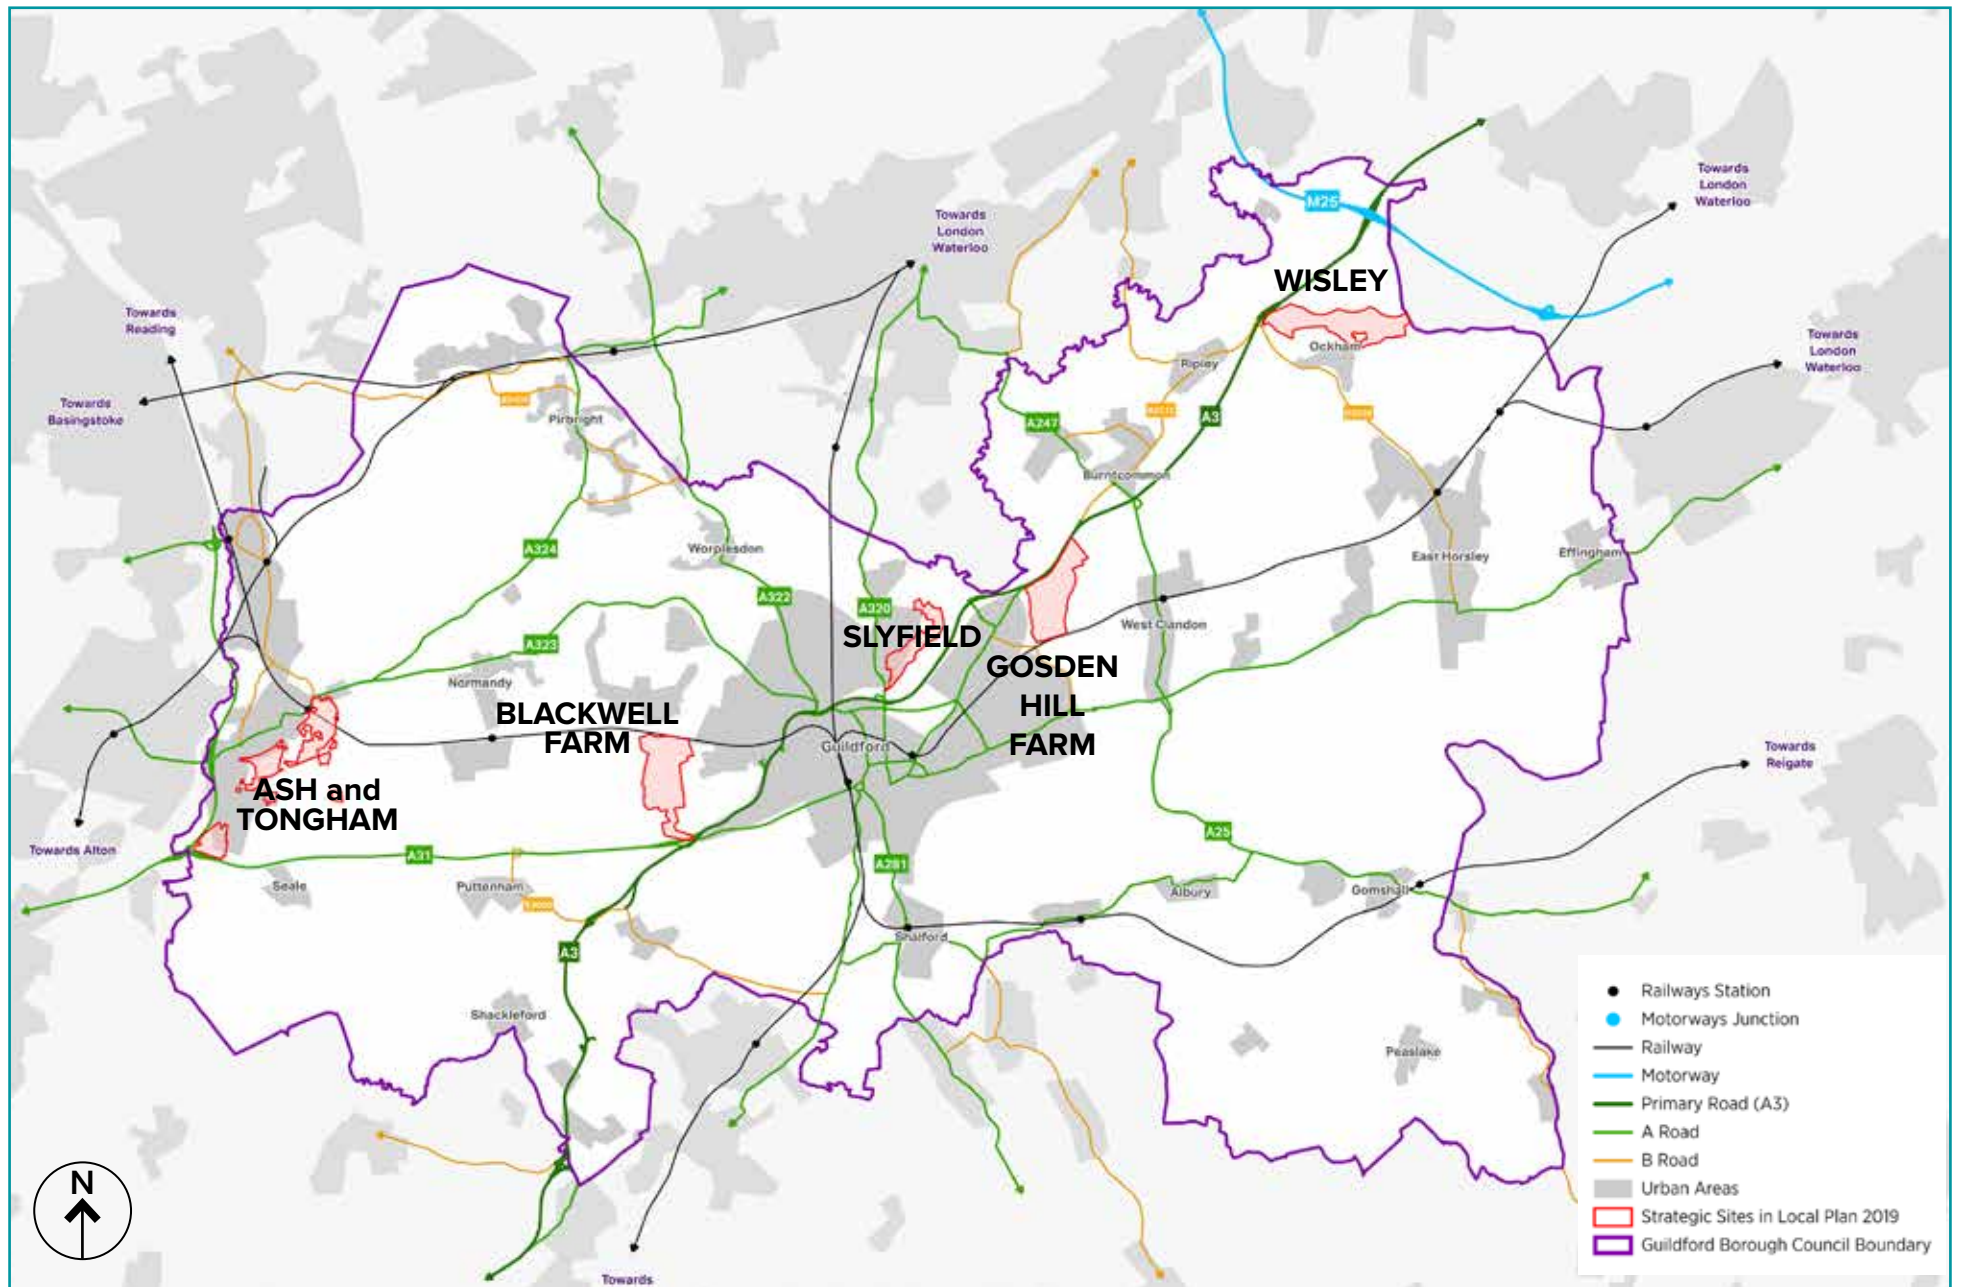 Towards
London
Waterloo
M25
Towards
London
Waterloo
WISLEY
Towards
Reading
Towards
London
Waterloo
Ockham
Ripley
Towards
Basingstoke
Pirbright
A247
A3
Burntcommon
A324
Worplesdon
East Horsley
Effingham
A322
A320
West Clandon
SLYFIELD
A323
GOSDEN
HILL
FARM
Normandy
BLACKWELL
FARM
Guildford
Towards
Reigate
ASH and
TONGHAM
A25
Towards Alton
A31
A281
Seale
Puttenham
Albury
Gomshall
Shalford
A3
Shackleford
Peaslake
Railways Station
Motorways Junction
Railway
Motorway
Primary Road (A3)
A Road
B Road
Urban Areas
Strategic Sites in Local Plan 2019
Guildford Borough Council Boundary
N
Towards